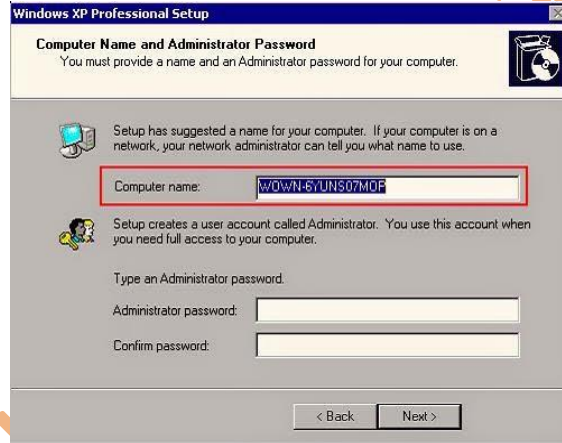 Windows XP Professional Setup
Computer Name and Administrator Password
You must provide a name and an Administrator password for your computer.
Setup has suggested a name for your computer. If your computer is on a
network, your network administrator can tell you what name to use.
Computer name: WOWN-6YUNS07MOP
Setup creates a user account called Administrator. You use this account when
you need full access to your computer.
Type an Administrator password.
Administrator password:
Confirm password:
< Back Next >